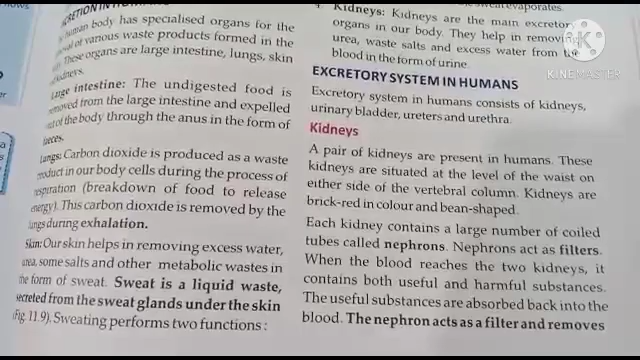 human body has specialised organs for the
of various waste products formed in the
These organs are large intestine, lungs, skin
kidneys.
Large intestine: The undigested food is
removed from the large intestine and expelled
out of the body through the anus in the form of
faeces.
Lungs: Carbon dioxide is produced as a waste
product in our body cells during the process of
respiration (breakdown of food to release
energy). This carbon dioxide is removed by the
lungs during exhalation.
Skin: Our skin helps in removing excess water,
urea, some salts and other metabolic wastes in
the form of sweat. Sweat is a liquid waste,
secreted from the sweat glands under the skin
(Fig. 11.9). Sweating performs two functions :
sweat evaporates.
Kidneys: Kidneys are the main excretory
organs in our body. They help in removing
urea, waste salts and excess water from the
blood in the form of urine.
EXCRETORY SYSTEM IN HUMANS
Excretory system in humans consists of kidneys,
urinary bladder, ureters and urethra.
Kidneys
A pair of kidneys are present in humans. These
kidneys are situated at the level of the waist on
either side of the vertebral column. Kidneys are
brick-red in colour and bean-shaped.
Each kidney contains a large number of coiled
tubes called nephrons. Nephrons act as filters.
When the blood reaches the two kidneys, it
contains both useful and harmful substances.
The useful substances are absorbed back into the
blood. The nephron acts as a filter and removes
KINEMASTER